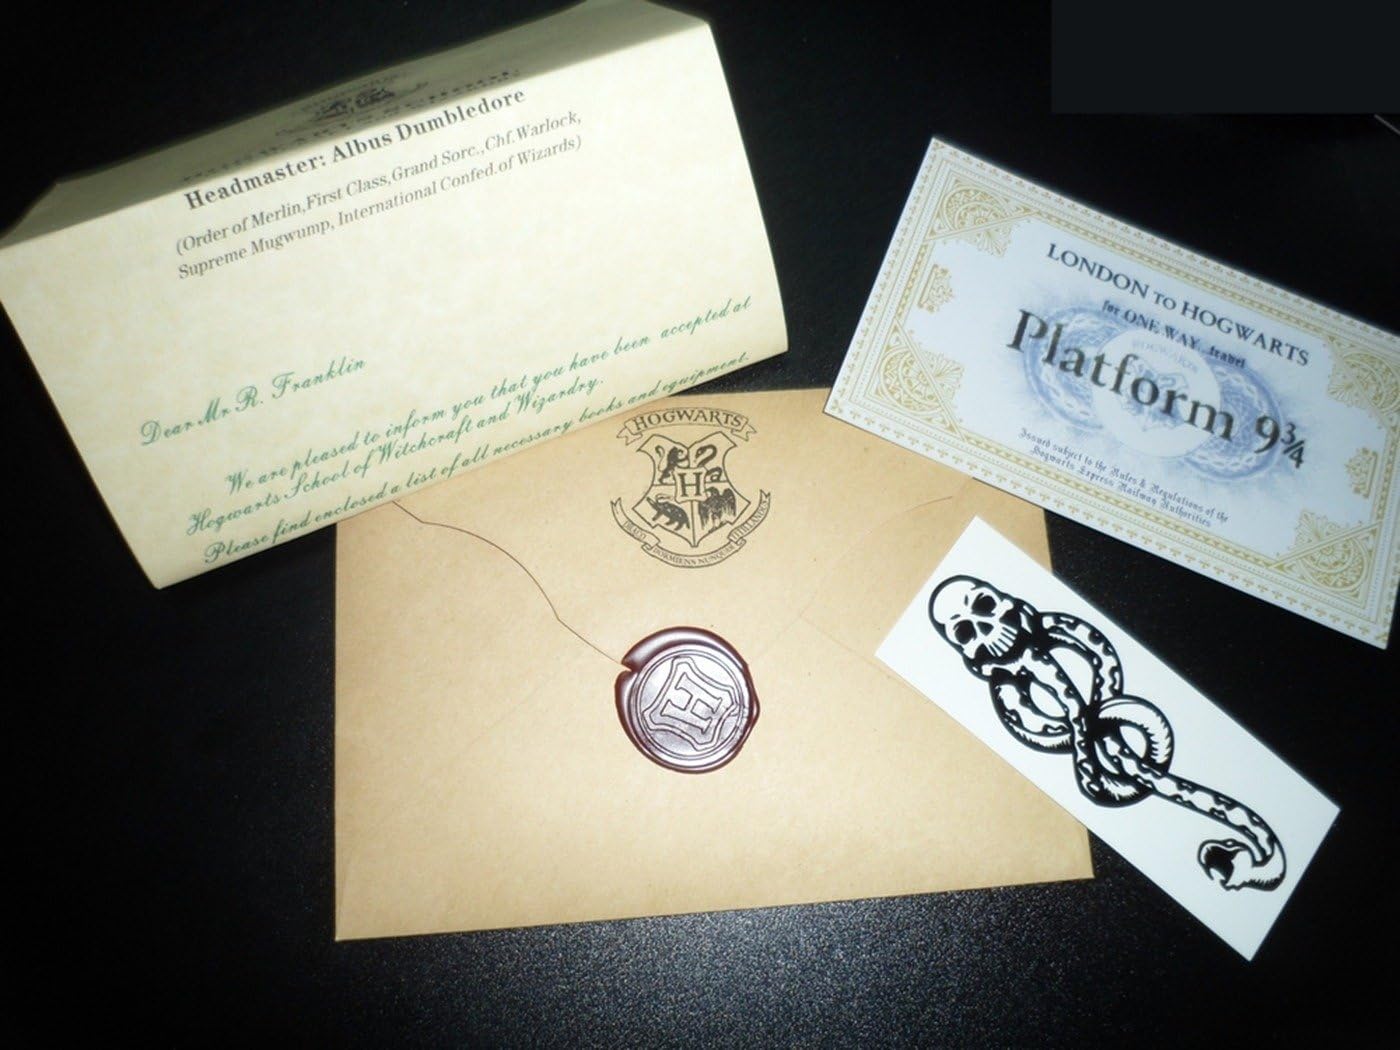 Headmaster: Albus Dumbledore
(Order of Merlin,First Class,Grand Sorc.,Chf.Warlock,
Supreme Mugwump, International Confed.of Wizards)
Dear Mr R. Franklin
We are pleased to inform you that you have been accepted at
Hogwarts School of Witchcraft and Wizardry.
Please find enclosed a list of all necessary books and equipment.
LONDON TO HOGWARTS
for ONE WAY travel
HOGWARTS
Platform 9¾
Issued subject to the Rules & Regulations of the
Hogwarts Express Railway Authorities
HOGWARTS
H
DRACO DORMIENS NUNQUAM TITILLANDUS
H